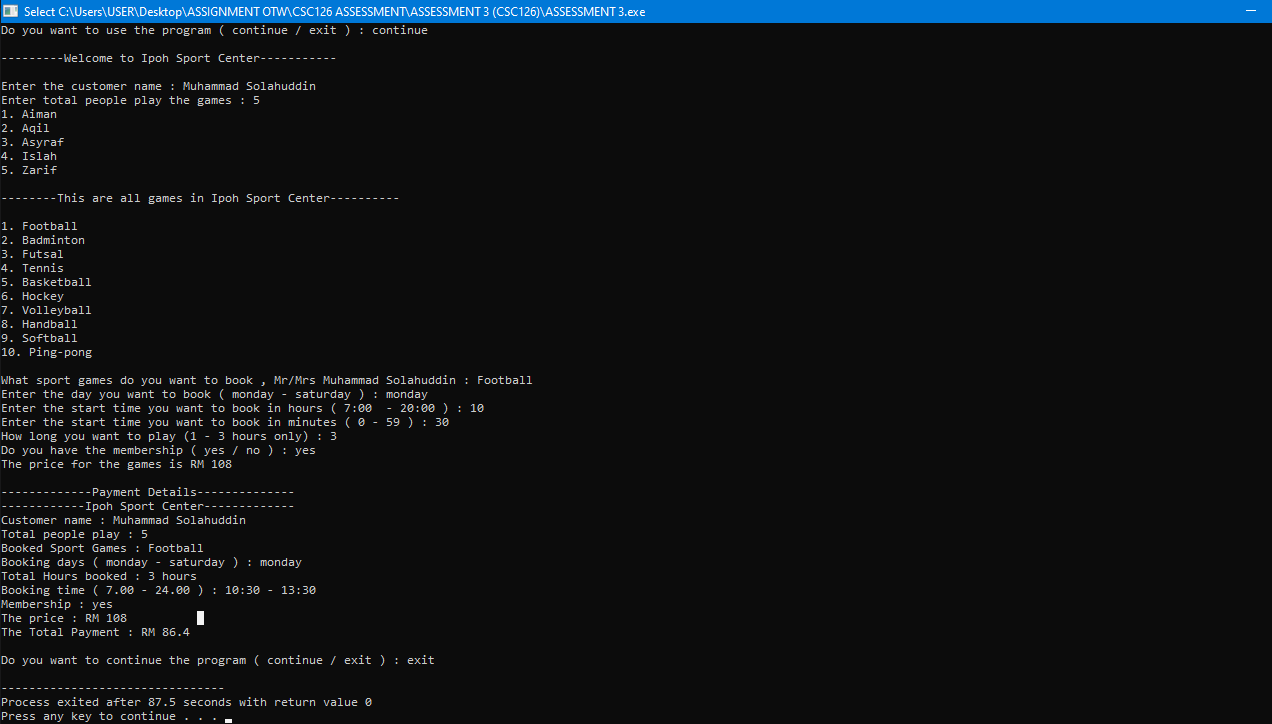 Select C:\Users\USER\Desktop\ASSIGNMENT OTW\CSC126 ASSESSMENT\ASSESSMENT 3 (CSC126)\ASSESSMENT 3.exe
Do you want to use the program ( continue / exit ) : continue
---------Welcome to Ipoh Sport Center-----------
Enter the customer name : Muhammad Solahuddin
Enter total people play the games : 5
1. Aiman
2. Aqil
3. Asyraf
4. Islah
5. Zarif
--------This are all games in Ipoh Sport Center----------
1. Football
2. Badminton
3. Futsal
4. Tennis
5. Basketball
6. Hockey
7. Volleyball
8. Handball
9. Softball
10. Ping-pong
What sport games do you want to book , Mr/Mrs Muhammad Solahuddin : Football
Enter the day you want to book ( monday - saturday ) : monday
Enter the start time you want to book in hours ( 7:00  - 20:00 ) : 10
Enter the start time you want to book in minutes ( 0 - 59 ) : 30
How long you want to play (1 - 3 hours only) : 3
Do you have the membership ( yes / no ) : yes
The price for the games is RM 108
-------------Payment Details--------------
------------Ipoh Sport Center-------------
Customer name : Muhammad Solahuddin
Total people play : 5
Booked Sport Games : Football
Booking days ( monday - saturday ) : monday
Total Hours booked : 3 hours
Booking time ( 7.00 - 24.00 ) : 10:30 - 13:30
Membership : yes
The price : RM 108
The Total Payment : RM 86.4
Do you want to continue the program ( continue / exit ) : exit
--------------------------------
Process exited after 87.5 seconds with return value 0
Press any key to continue . . .